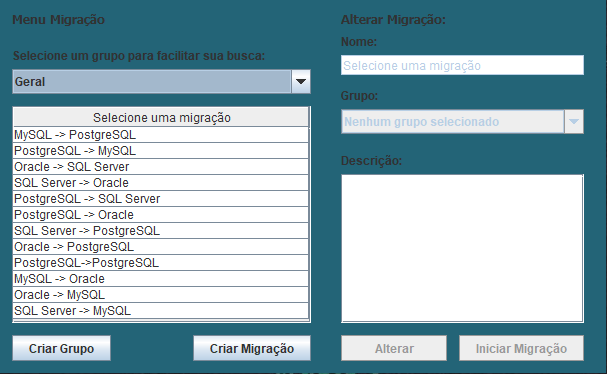 Menu Migração
Selecione um grupo para facilitar sua busca:
Geral
Selecione uma migração
MySQL -> PostgreSQL
PostgreSQL -> MySQL
Oracle -> SQL Server
SQL Server -> Oracle
PostgreSQL -> SQL Server
PostgreSQL -> Oracle
SQL Server -> PostgreSQL
Oracle -> PostgreSQL
PostgreSQL->PostgreSQL
MySQL -> Oracle
Oracle -> MySQL
SQL Server -> MySQL
Criar Grupo
Criar Migração
Alterar Migração:
Nome:
Selecione uma migração
Grupo:
Nenhum grupo selecionado
Descrição:
Alterar
Iniciar Migração